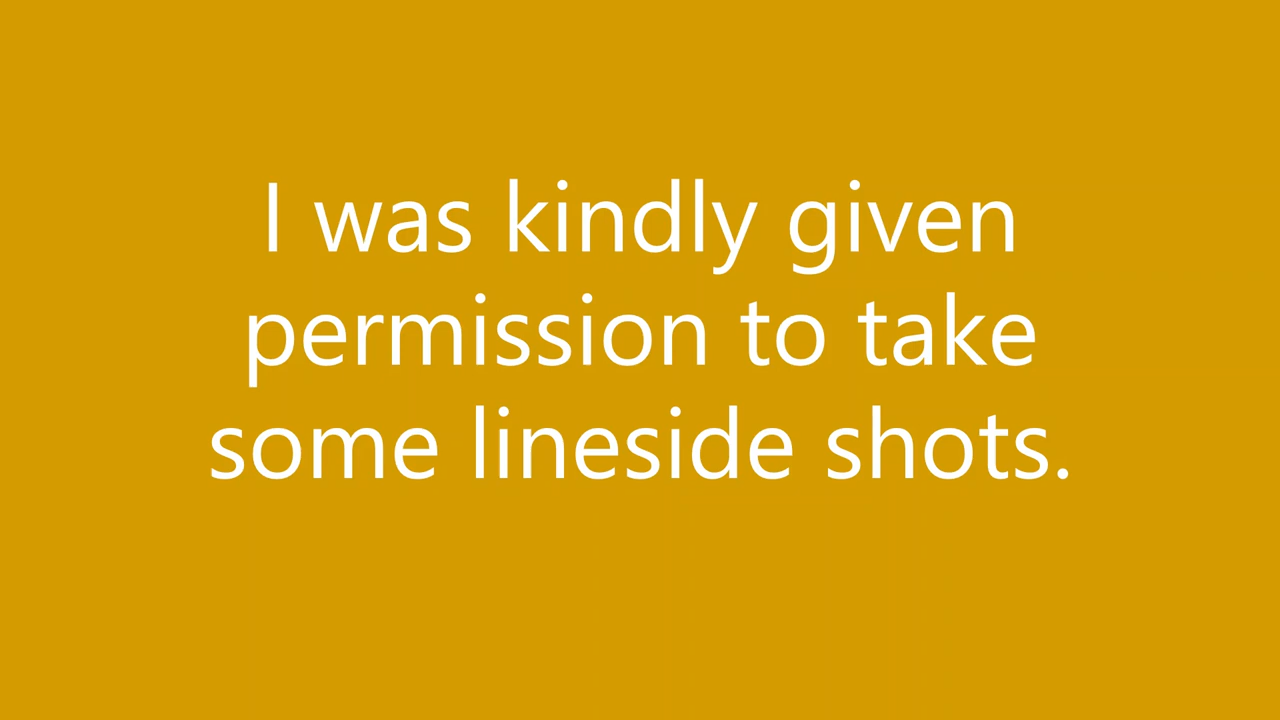 I was kindly given
permission to take
some lineside shots.